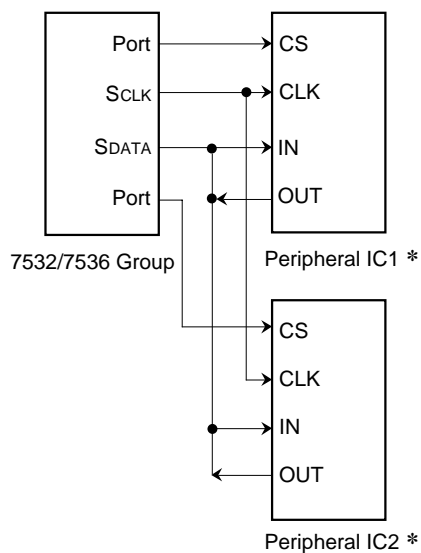 Port
SCLK
SDATA
Port
7532/7536 Group
CS
CLK
IN
OUT
Peripheral IC1 *
CS
CLK
IN
OUT
Peripheral IC2 *